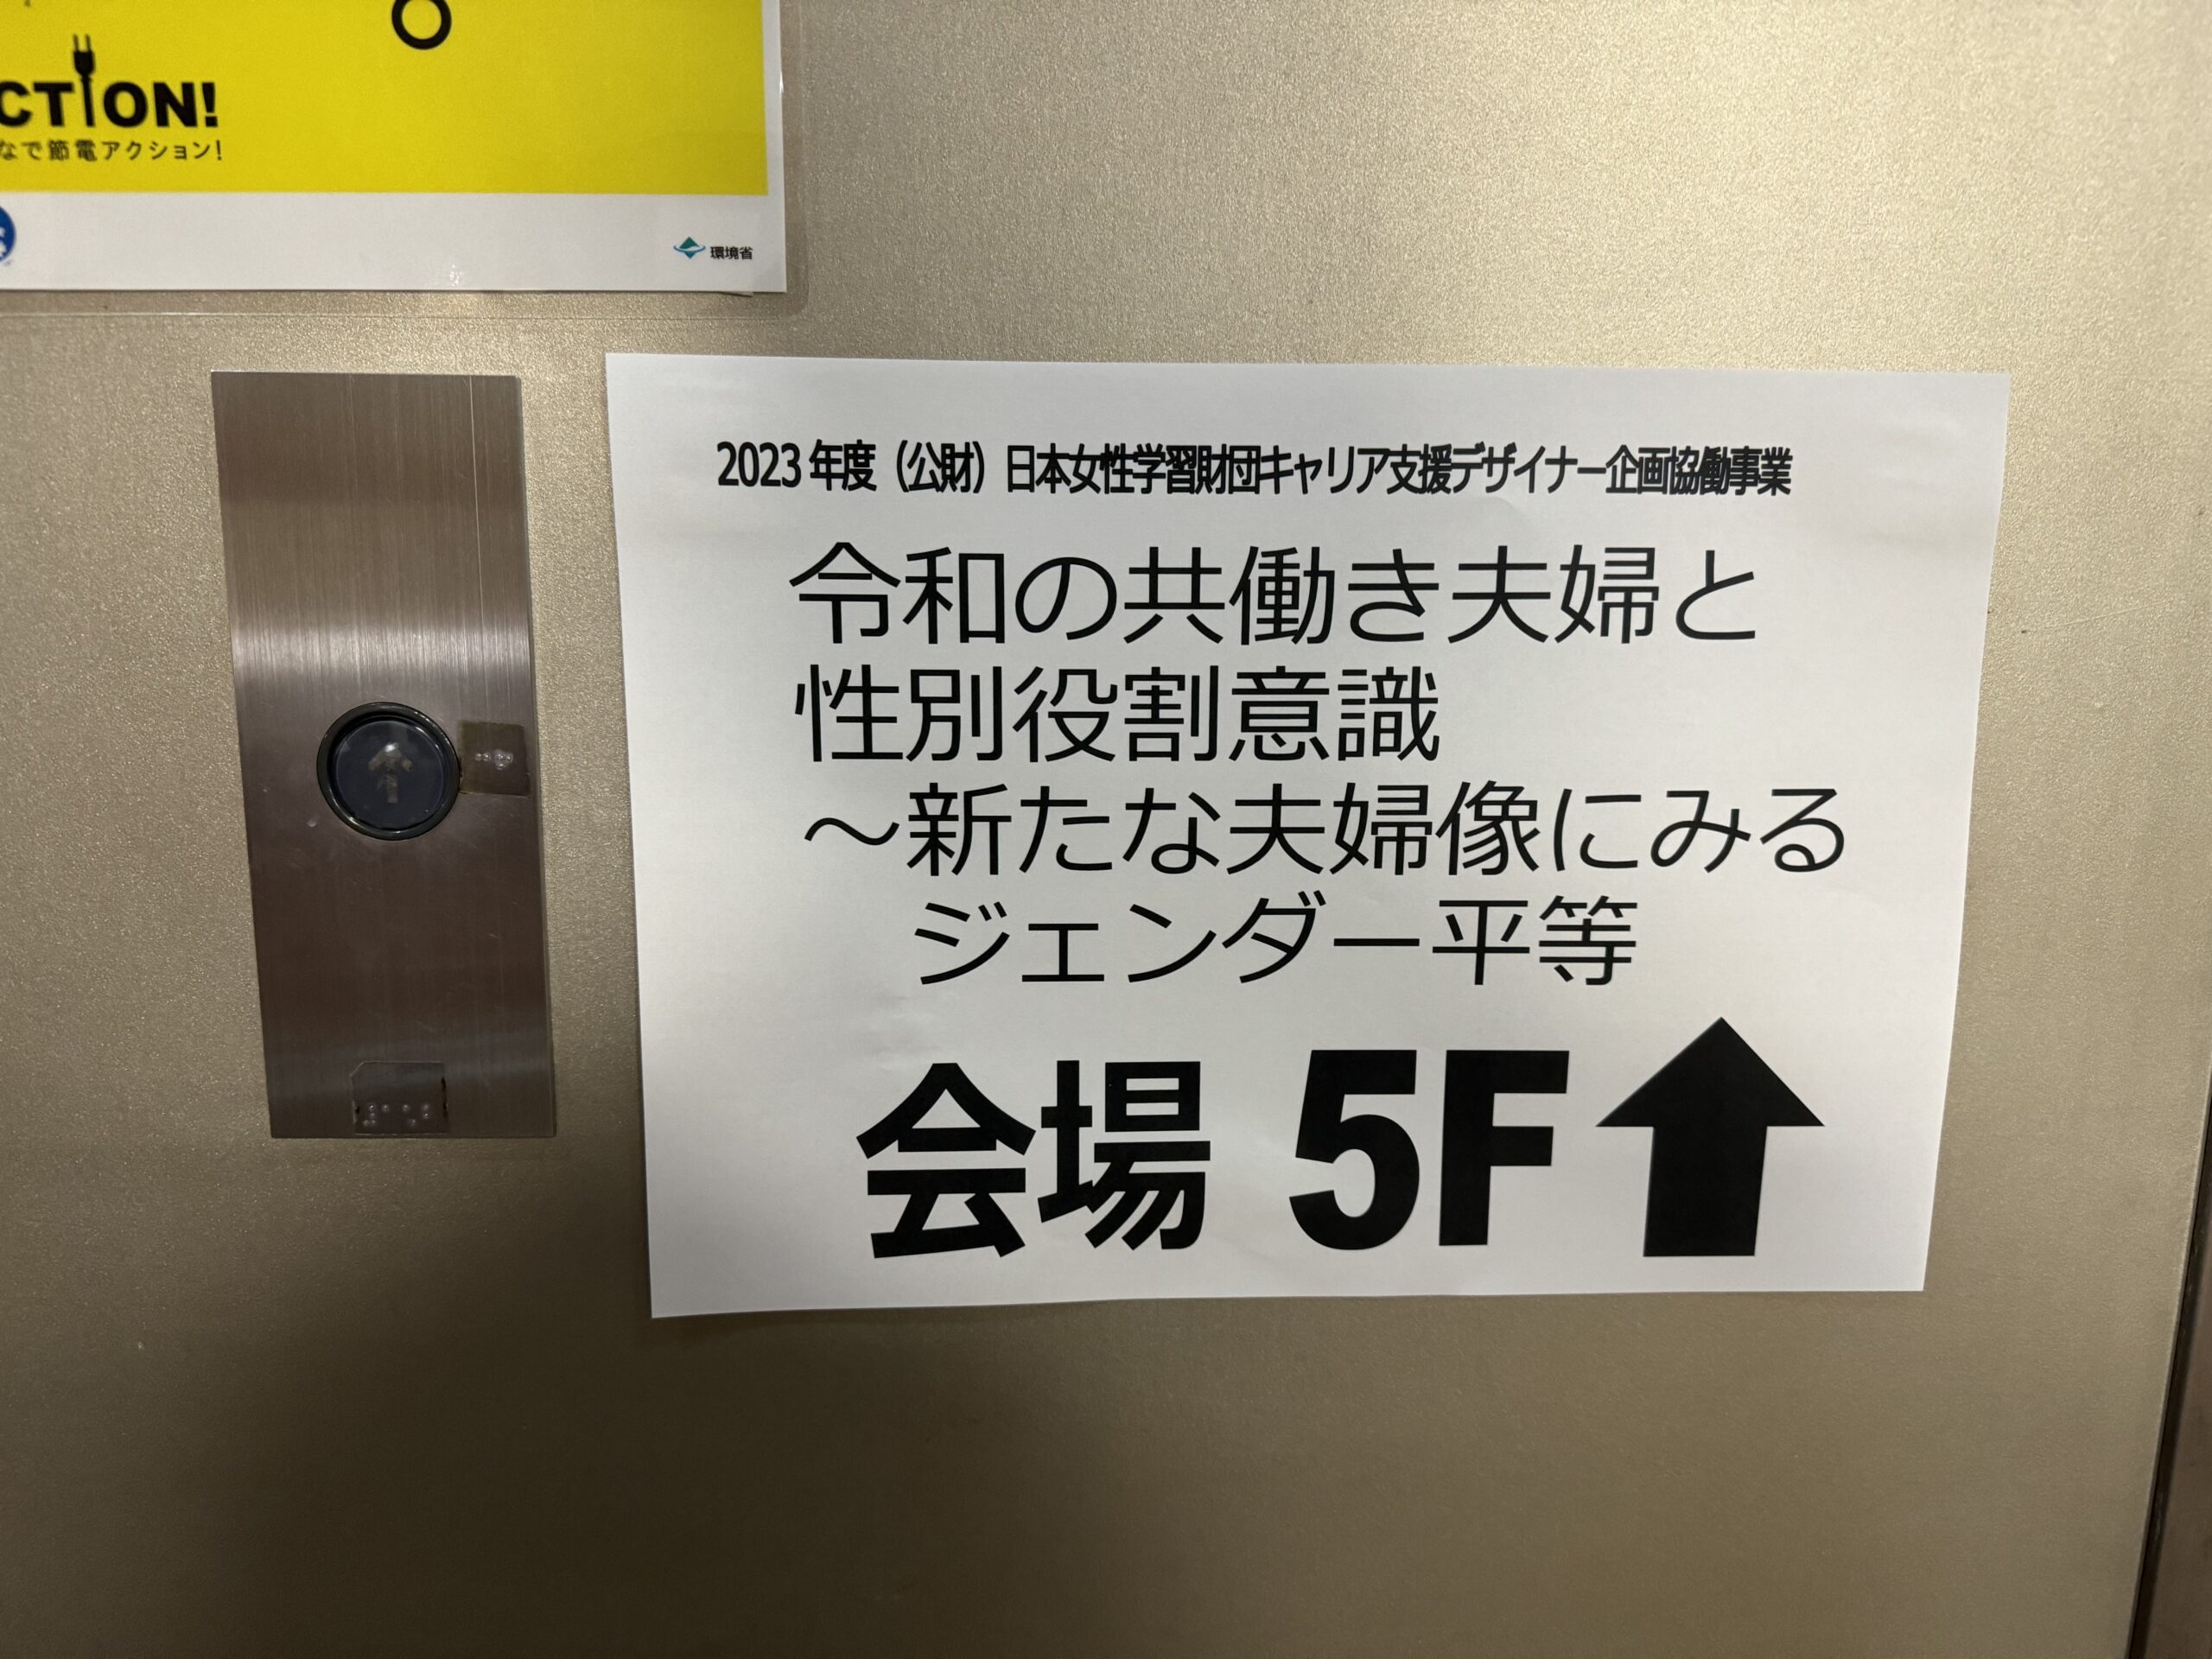 CTION!
なで節電アクション!
環境省
2023年度（公財）日本女性学習財団キャリア支援デザイナー企画協働事業
令和の共働き夫婦と
性別役割意識
～新たな夫婦像にみる
ジェンダー平等
会場 5F